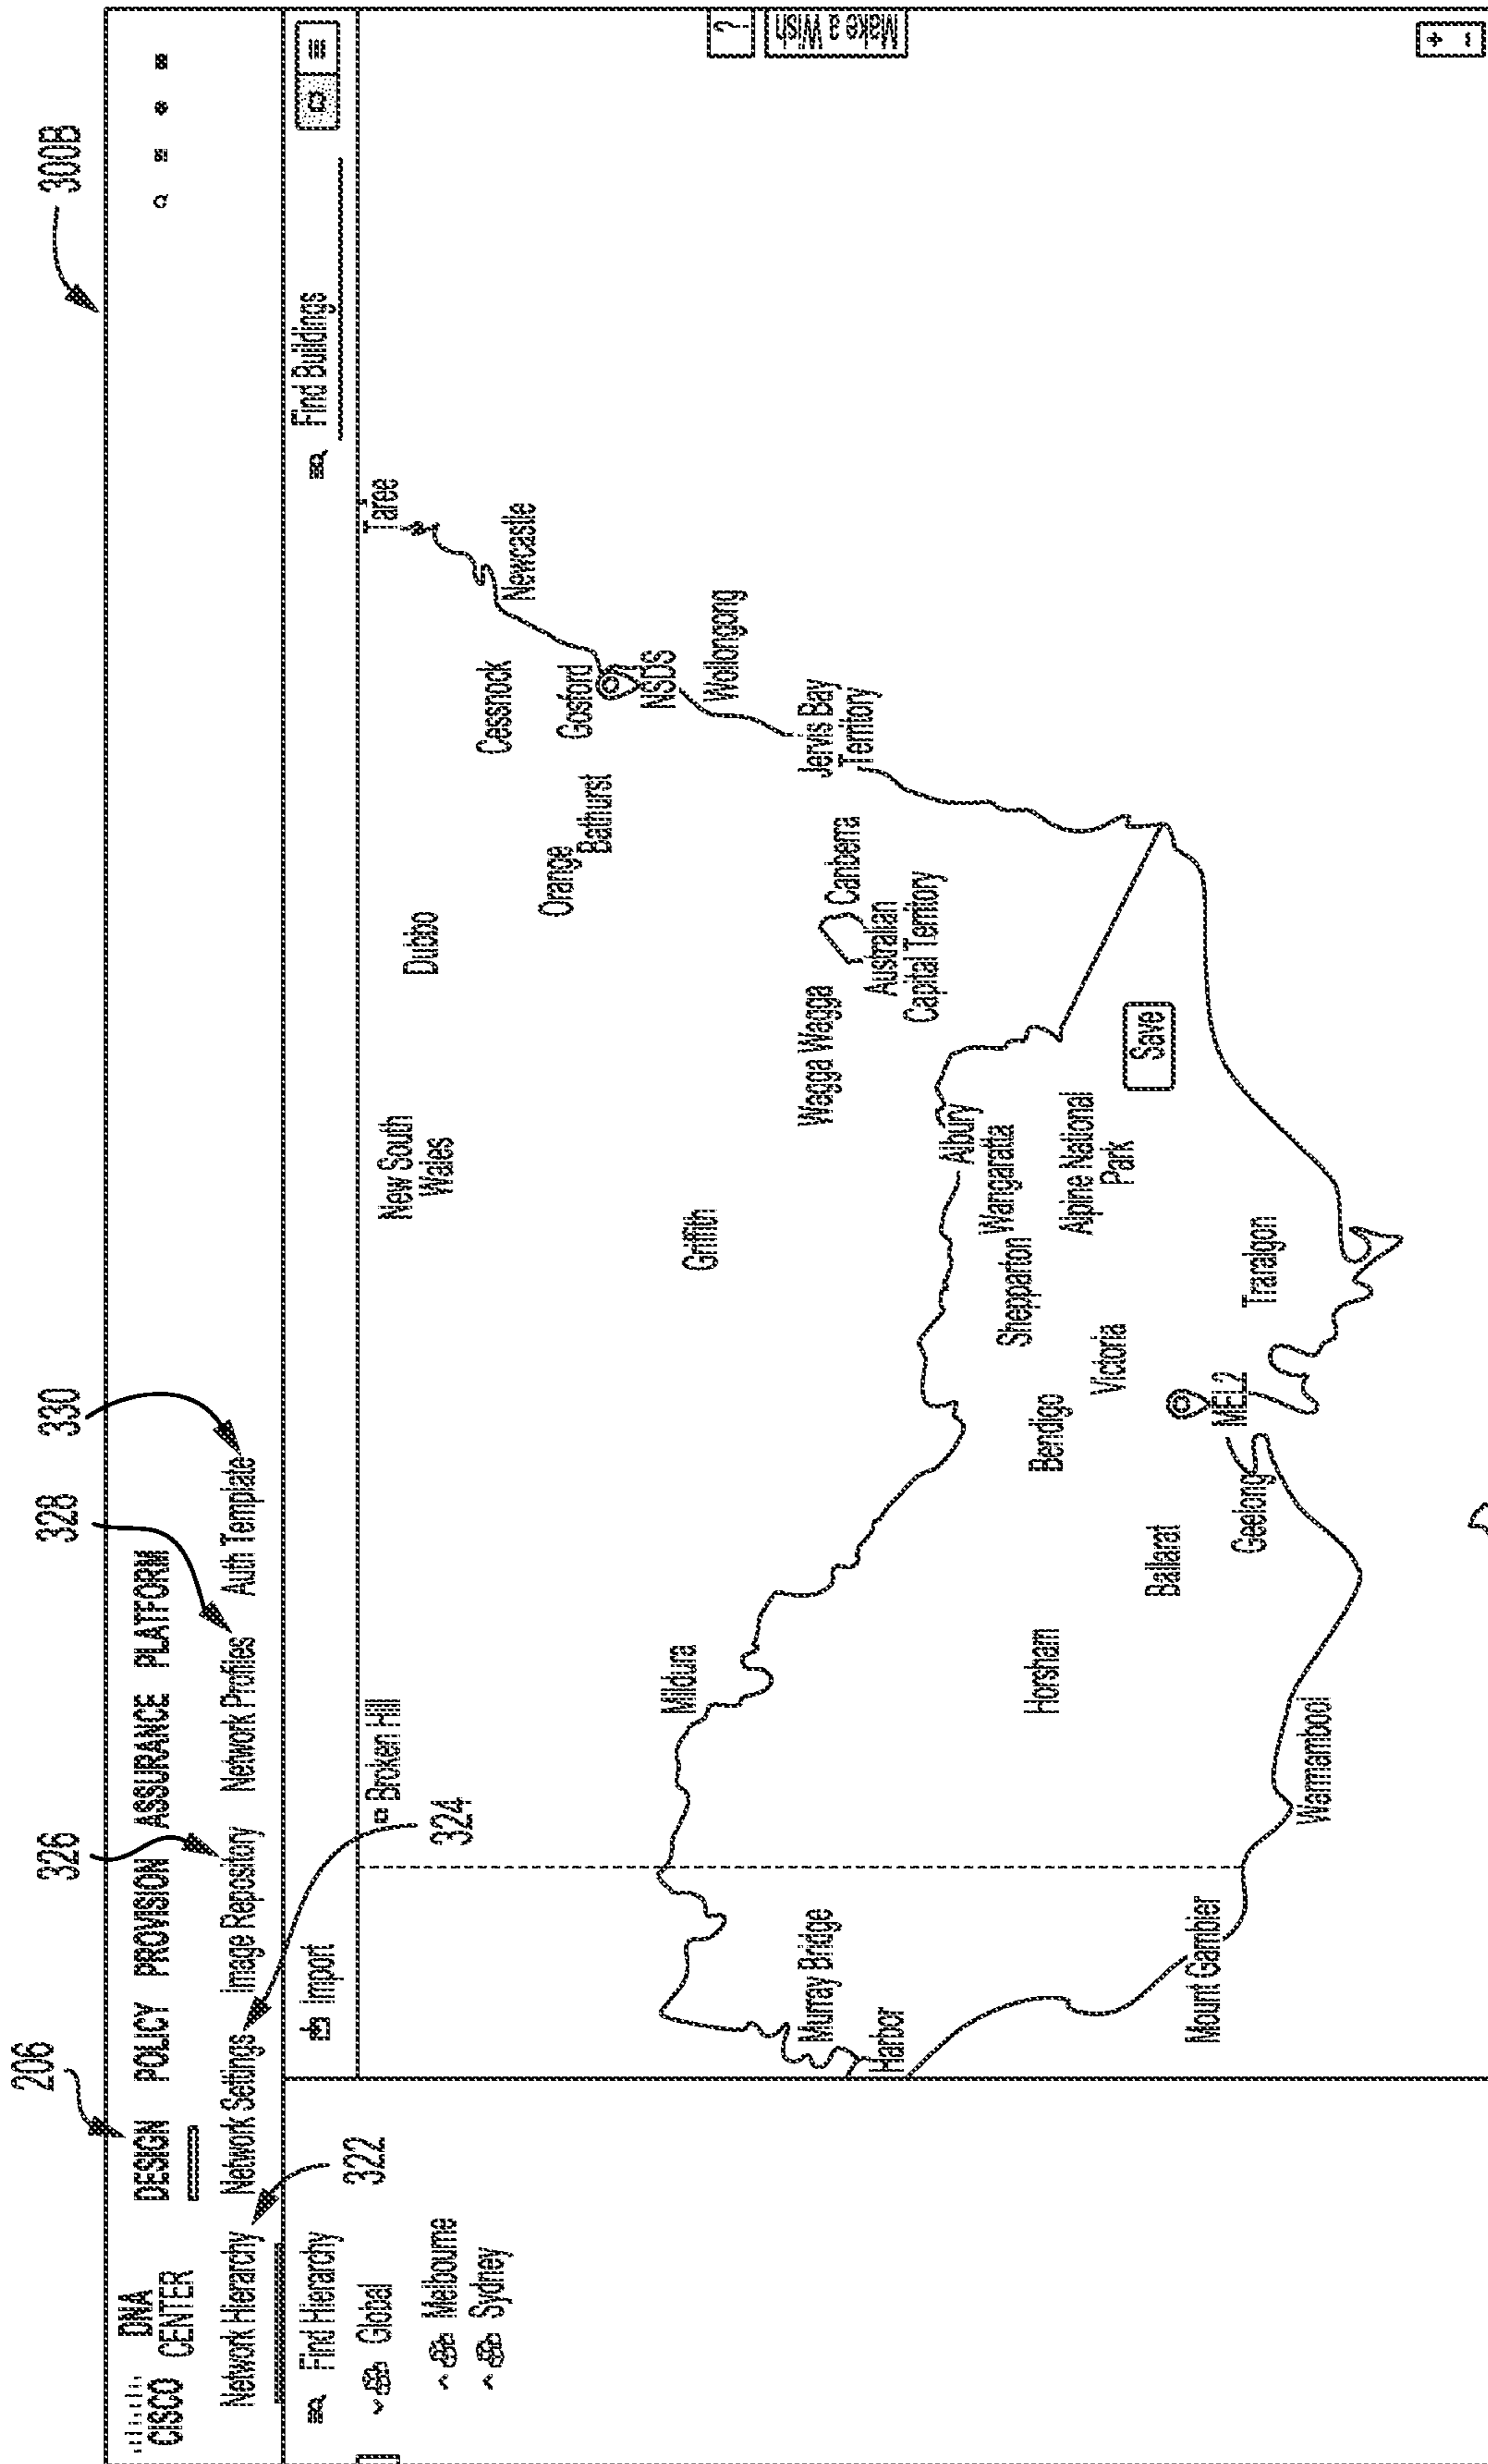 300B
206
326
328
330
CISCO DNA CENTER
DESIGN POLICY PROVISION ASSURANCE PLATFORM
Network Hierarchy Network Settings Image Repository Network Profiles Auth Template
322
324
Find Hierarchy
Import
Find Buildings
Global
Melbourne
Sydney
Broken Hill
New South
Wales
Dubbo
Taree
Cessnock
Newcastle
Orange
Bathurst
Gosford
NSDS
Mildura
Griffith
Wollongong
?
Make a Wish
Murray Bridge
Wagga Wagga
Canberra
Jervis Bay
Territory
Harbor
Australian
Capital Territory
Albury
Wangaratta
Shepparton
Horsham
Bendigo
Alpine National
Park
Victoria
Save
Ballarat
Mount Gambier
MEL2
Geelong
Traralgon
Warrnambool
+
-